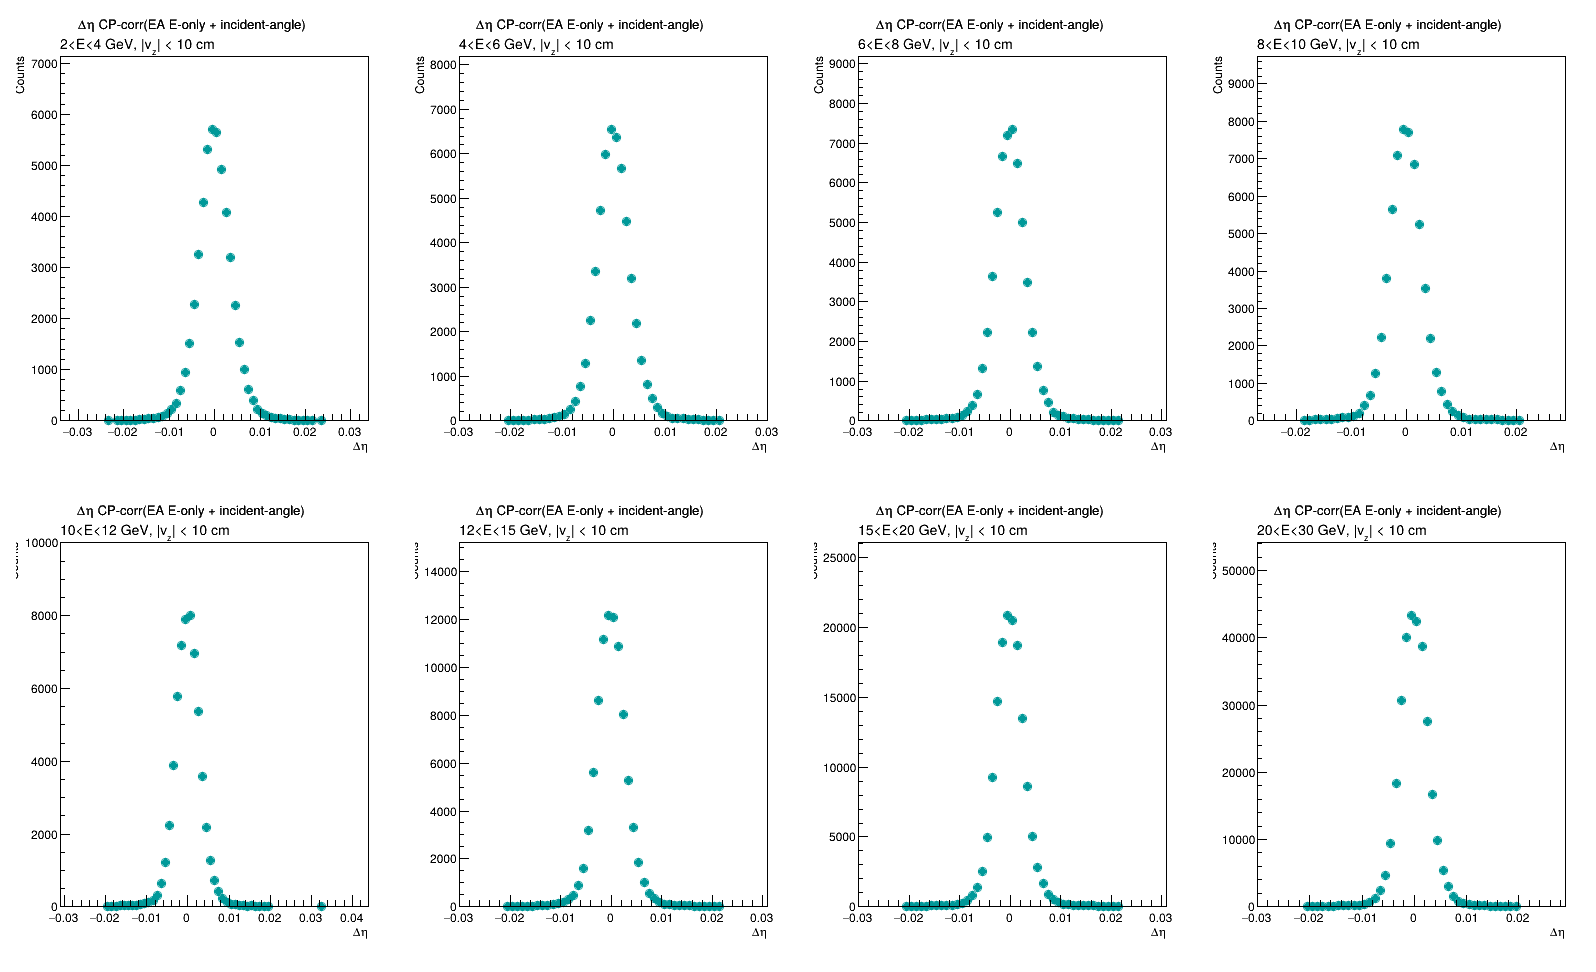 Δη CP-corr(EA E-only + incident-angle)
2<E<4 GeV, |v_z| < 10 cm
Counts
7000
6000
5000
4000
3000
2000
1000
0
−0.03 −0.02 −0.01 0 0.01 0.02 0.03
Δη
Δη CP-corr(EA E-only + incident-angle)
4<E<6 GeV, |v_z| < 10 cm
Counts
8000
7000
6000
5000
4000
3000
2000
1000
0
−0.03 −0.02 −0.01 0 0.01 0.02 0.03
Δη
Δη CP-corr(EA E-only + incident-angle)
6<E<8 GeV, |v_z| < 10 cm
Counts
9000
8000
7000
6000
5000
4000
3000
2000
1000
0
−0.03 −0.02 −0.01 0 0.01 0.02 0.03
Δη
Δη CP-corr(EA E-only + incident-angle)
8<E<10 GeV, |v_z| < 10 cm
Counts
9000
8000
7000
6000
5000
4000
3000
2000
1000
0
−0.02 −0.01 0 0.01 0.02
Δη
Δη CP-corr(EA E-only + incident-angle)
10<E<12 GeV, |v_z| < 10 cm
10000
8000
6000
4000
2000
0
−0.03 −0.02 −0.01 0 0.01 0.02 0.03 0.04
Δη
Δη CP-corr(EA E-only + incident-angle)
12<E<15 GeV, |v_z| < 10 cm
14000
12000
10000
8000
6000
4000
2000
0
−0.03 −0.02 −0.01 0 0.01 0.02 0.03
Δη
Δη CP-corr(EA E-only + incident-angle)
15<E<20 GeV, |v_z| < 10 cm
25000
20000
15000
10000
5000
0
−0.03 −0.02 −0.01 0 0.01 0.02 0.03
Δη
Δη CP-corr(EA E-only + incident-angle)
20<E<30 GeV, |v_z| < 10 cm
50000
40000
30000
20000
10000
0
−0.03 −0.02 −0.01 0 0.01 0.02
Δη